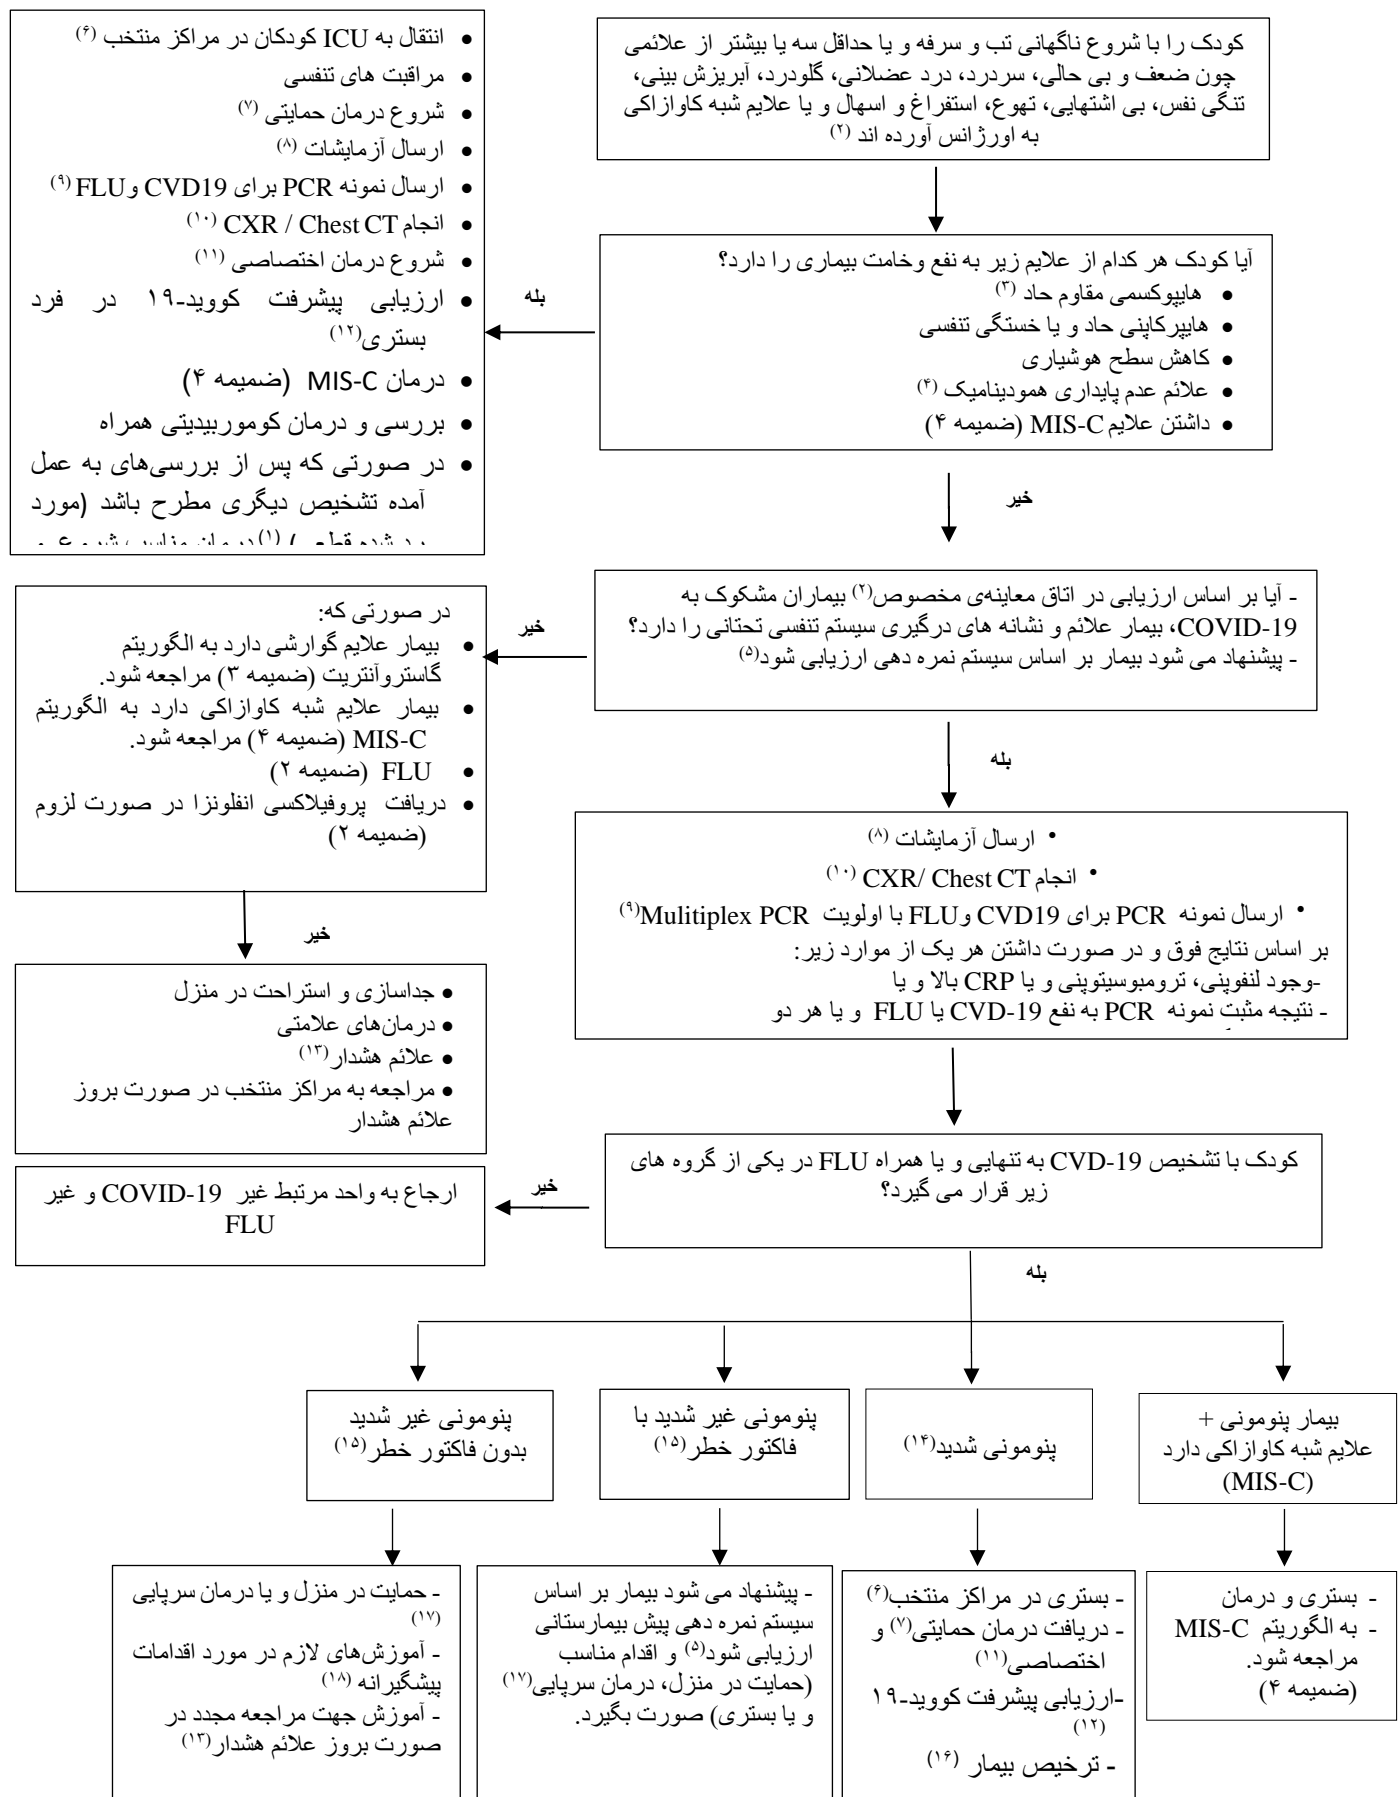 کودک را با شروع ناگهانی تب و سرفه و یا حداقل سه یا بیشتر از علائمی
چون ضعف و بی حالی، سردرد، درد عضلانی، گلودرد، آبریزش بینی،
تنگی نفس، بی اشتهایی، تهوع، استفراغ و اسهال و یا علایم شبه کاوازاکی
به اورژانس آورده اند (۲)
آیا کودک هر کدام از علایم زیر به نفع وخامت بیماری را دارد؟
• هایپوکسمی مقاوم حاد (۳)
• هایپرکاپنی حاد و یا خستگی تنفسی
• کاهش سطح هوشیاری
• علائم عدم پایداری همودینامیک (۴)
• داشتن علایم MIS-C (ضمیمه ۴)
بله
• انتقال به ICU کودکان در مراکز منتخب (۶)
• مراقبت های تنفسی
• شروع درمان حمایتی (۷)
• ارسال آزمایشات (۸)
• ارسال نمونه PCR برای CVD19 وFLU (۹)
• انجام CXR / Chest CT (۱۰)
• شروع درمان اختصاصی (۱۱)
• ارزیابی پیشرفت کووید-۱۹ در فرد
بستری(۱۲)
• درمان MIS-C (ضمیمه ۴)
• بررسی و درمان کوموربیدیتی همراه
• در صورتی که پس از بررسی‌های به عمل
آمده تشخیص دیگری مطرح باشد (مورد
رد شده قطعی) (۱) درمان مناسب شروع و
خیر
- آیا بر اساس ارزیابی در اتاق معاینه‌ی مخصوص(۲) بیماران مشکوک به
COVID-19، بیمار علائم و نشانه های درگیری سیستم تنفسی تحتانی را دارد؟
- پیشنهاد می شود بیمار بر اساس سیستم نمره دهی ارزیابی شود(۵)
خیر
در صورتی که:
• بیمار علایم گوارشی دارد به الگوریتم
گاستروآنتریت (ضمیمه ۳) مراجعه شود.
• بیمار علایم شبه کاوازاکی دارد به الگوریتم
MIS-C (ضمیمه ۴) مراجعه شود.
• FLU (ضمیمه ۲)
• دریافت پروفیلاکسی انفلونزا در صورت لزوم
(ضمیمه ۲)
خیر
• جداسازی و استراحت در منزل
• درمان‌های علامتی
• علائم هشدار(۱۳)
• مراجعه به مراکز منتخب در صورت بروز
علائم هشدار
بله
• ارسال آزمایشات (۸)
• انجام CXR/ Chest CT (۱۰)
• ارسال نمونه PCR برای CVD19 وFLU با اولویت Mulitiplex PCR(۹)
بر اساس نتایج فوق و در صورت داشتن هر یک از موارد زیر:
-وجود لنفوپنی، ترومبوسیتوپنی و یا CRP بالا و یا
- نتیجه مثبت نمونه PCR به نفع CVD-19 یا FLU و یا هر دو
کودک با تشخیص CVD-19 به تنهایی و یا همراه FLU در یکی از گروه های
زیر قرار می گیرد؟
خیر
ارجاع به واحد مرتبط غیر COVID-19 و غیر
FLU
بله
بیمار پنومونی +
علایم شبه کاوازاکی دارد
(MIS-C)
پنومونی شدید(۱۴)
پنومونی غیر شدید با
فاکتور خطر(۱۵)
پنومونی غیر شدید
بدون فاکتور خطر(۱۵)
- بستری و درمان
- به الگوریتم MIS-C
مراجعه شود.
(ضمیمه ۴)
- بستری در مراکز منتخب(۶)
- دریافت درمان حمایتی(۷) و
اختصاصی(۱۱)
-ارزیابی پیشرفت کووید-۱۹
(۱۲)
- ترخیص بیمار (۱۶)
- پیشنهاد می شود بیمار بر اساس
سیستم نمره دهی پیش بیمارستانی
ارزیابی شود(۵) و اقدام مناسب
(حمایت در منزل، درمان سرپایی(۱۷)
و یا بستری) صورت بگیرد.
- حمایت در منزل و یا درمان سرپایی
(۱۷)
- آموزش‌های لازم در مورد اقدامات
پیشگیرانه (۱۸)
- آموزش جهت مراجعه مجدد در
صورت بروز علائم هشدار(۱۳)